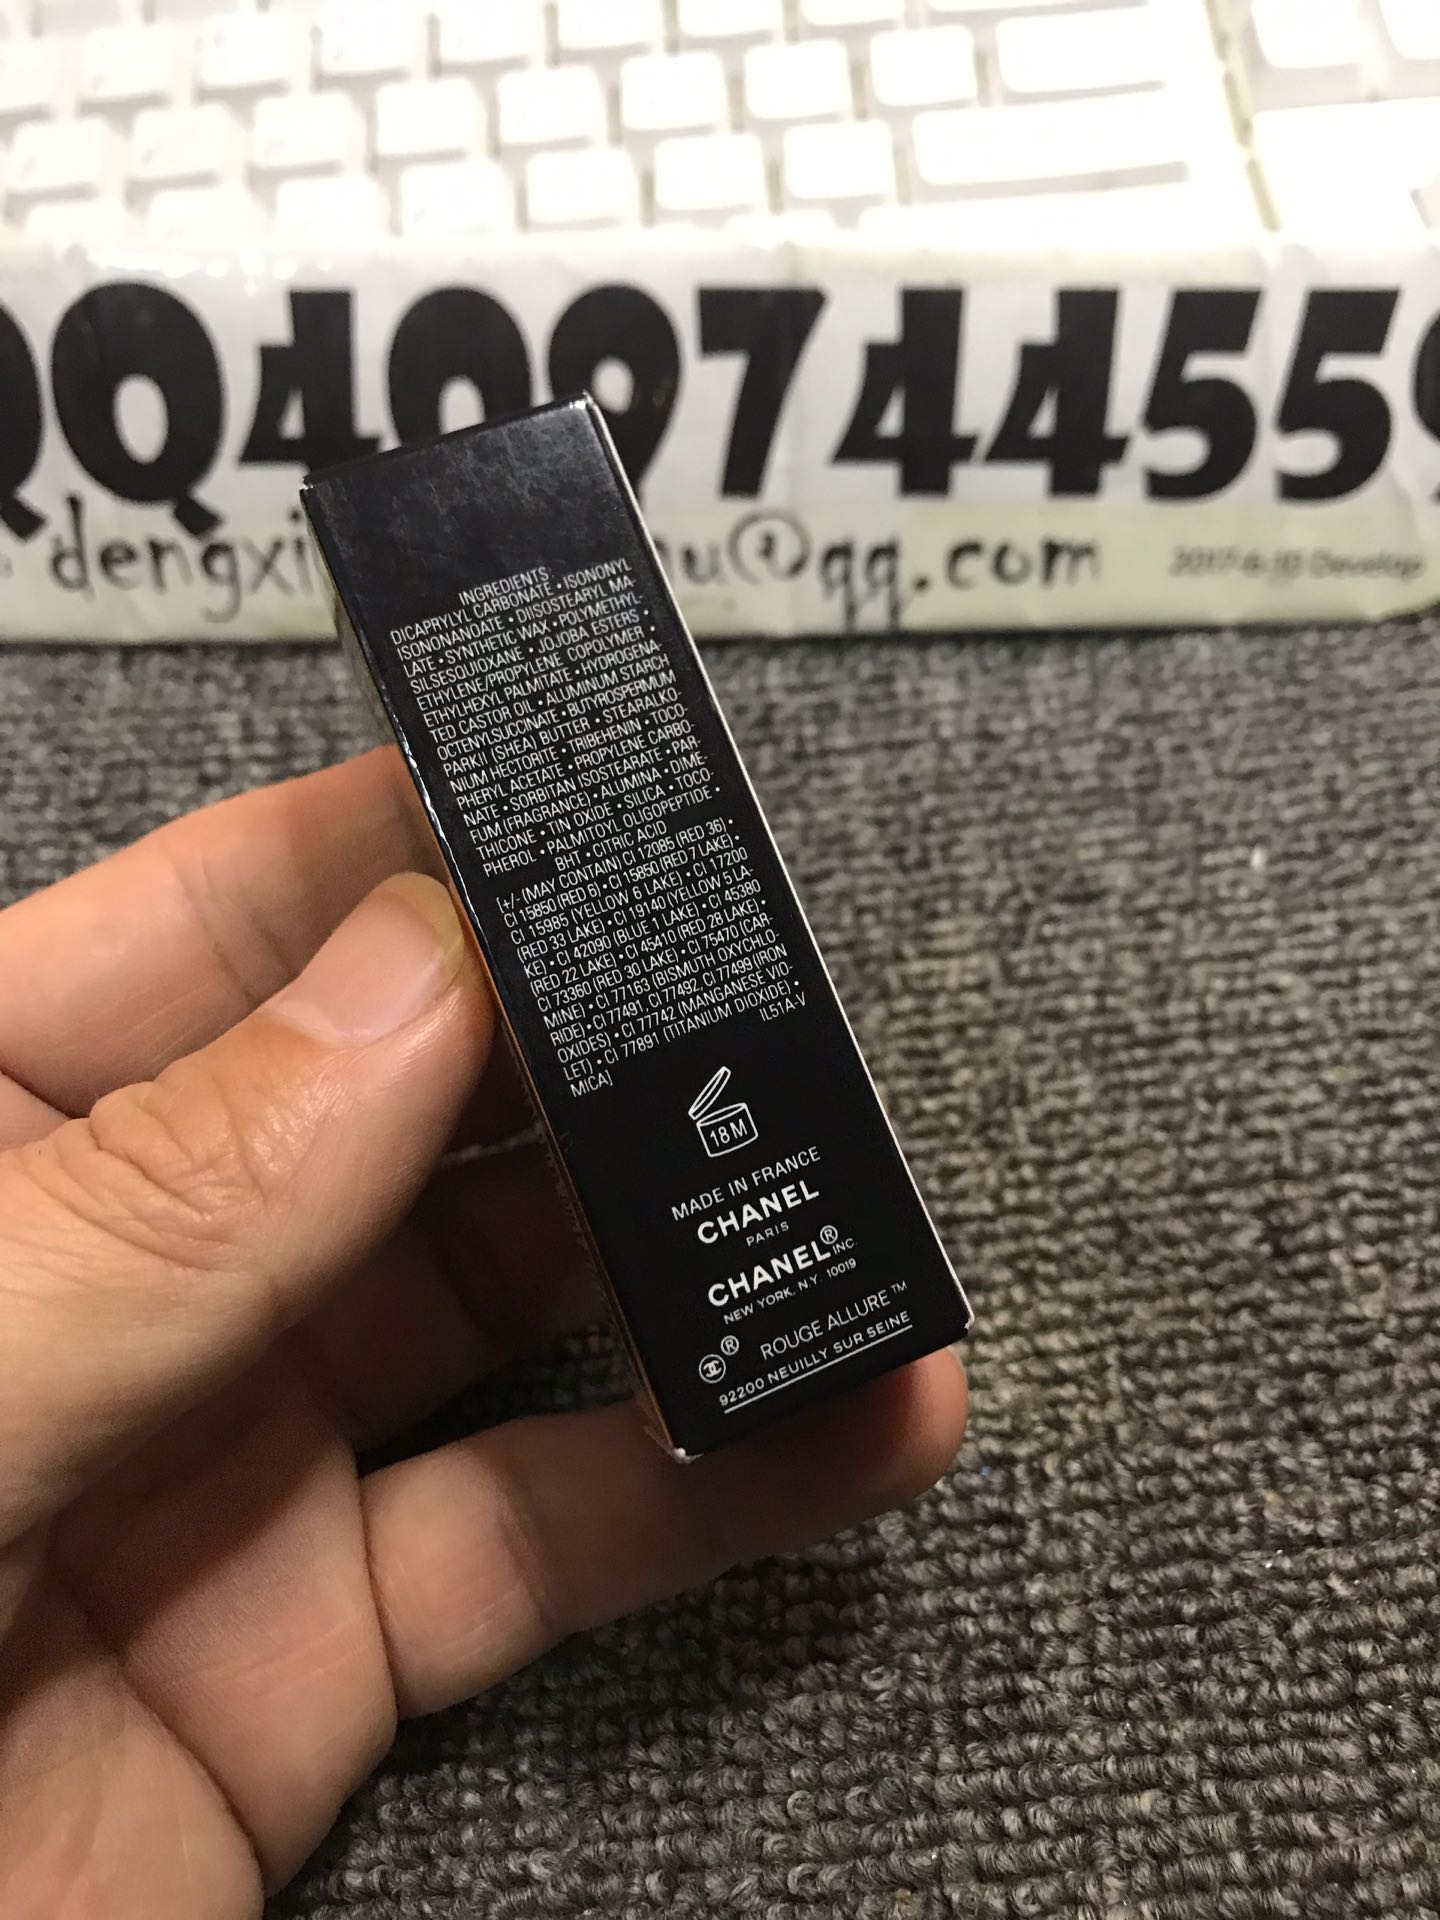 QQ409744559
dengxi
nu@qq.com
2017.6.10 Develop
INGREDIENTS:
DICAPRYLYL CARBONATE • ISONONYL
ISONONANOATE • DIISOSTEARYL MA-
LATE • SYNTHETIC WAX • POLYMETHYL-
SILSESQUIOXANE • JOJOBA ESTERS •
ETHYLENE/PROPYLENE COPOLYMER •
ETHYLHEXYL PALMITATE • HYDROGENA-
TED CASTOR OIL • ALUMINUM STARCH
OCTENYLSUCCINATE • BUTYROSPERMUM
PARKII (SHEA) BUTTER • STEARALKO-
NIUM HECTORITE • TRIBEHENIN • TOCO-
PHERYL ACETATE • PROPYLENE CARBO-
NATE • SORBITAN ISOSTEARATE • PAR-
FUM (FRAGRANCE) • ALUMINA • DIME-
THICONE • TIN OXIDE • SILICA • TOCO-
PHEROL • PALMITOYL OLIGOPEPTIDE •
BHT • CITRIC ACID
[+/- (MAY CONTAIN) CI 12085 (RED 36) •
CI 15850 (RED 6) • CI 15850 (RED 7 LAKE) •
CI 15985 (YELLOW 6 LAKE) • CI 17200
(RED 33 LAKE) • CI 19140 (YELLOW 5 LA-
KE) • CI 42090 (BLUE 1 LAKE) • CI 45380
(RED 22 LAKE) • CI 45410 (RED 28 LAKE) •
CI 73360 (RED 30 LAKE) • CI 75470 (CAR-
MINE) • CI 77163 (BISMUTH OXYCHLO-
RIDE) • CI 77491, CI 77492, CI 77499 (IRON
OXIDES) • CI 77742 (MANGANESE VIO-
LET) • CI 77891 (TITANIUM DIOXIDE) •
MICA] IL51A-V
18 M
MADE IN FRANCE
CHANEL
PARIS
CHANEL® INC.
NEW YORK, N.Y. 10019
® ROUGE ALLURE™
92200 NEUILLY SUR SEINE